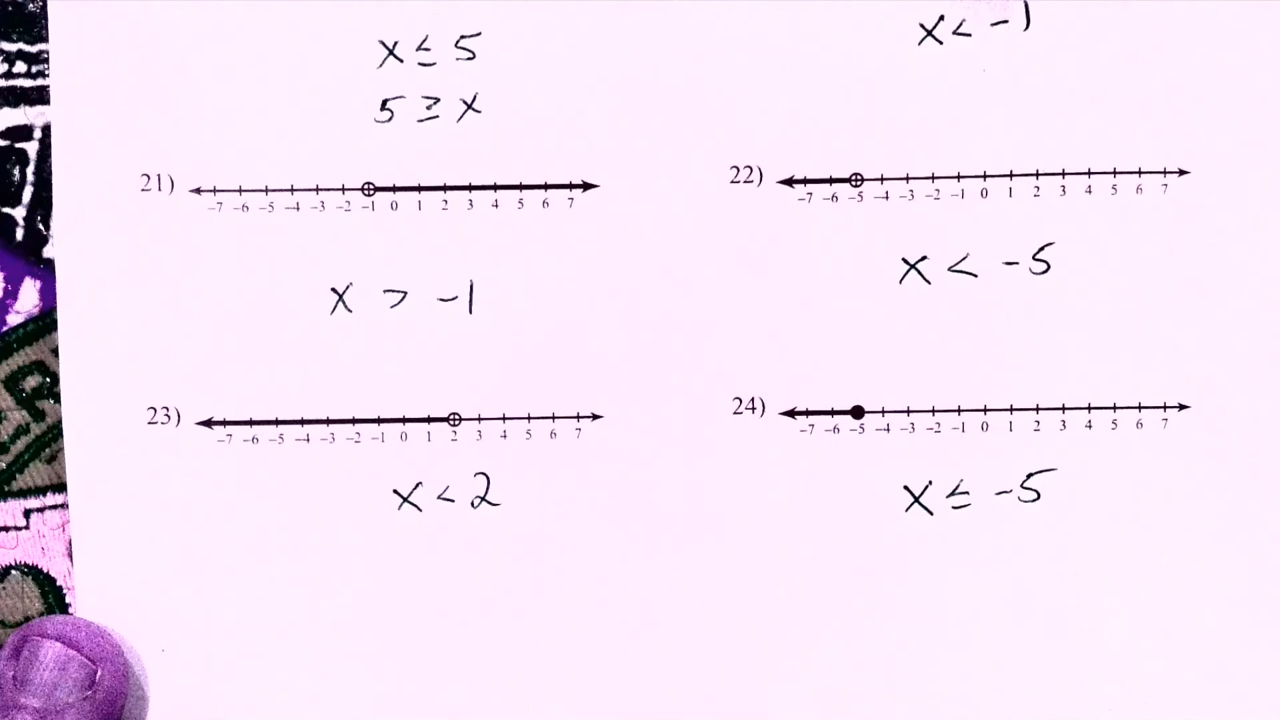 x ≤ 5
x < -1
5 ≥ x
21)
-7 -6 -5 -4 -3 -2 -1 0 1 2 3 4 5 6 7
22)
-7 -6 -5 -4 -3 -2 -1 0 1 2 3 4 5 6 7
x > -1
x < -5
23)
-7 -6 -5 -4 -3 -2 -1 0 1 2 3 4 5 6 7
24)
-7 -6 -5 -4 -3 -2 -1 0 1 2 3 4 5 6 7
x < 2
x ≤ -5